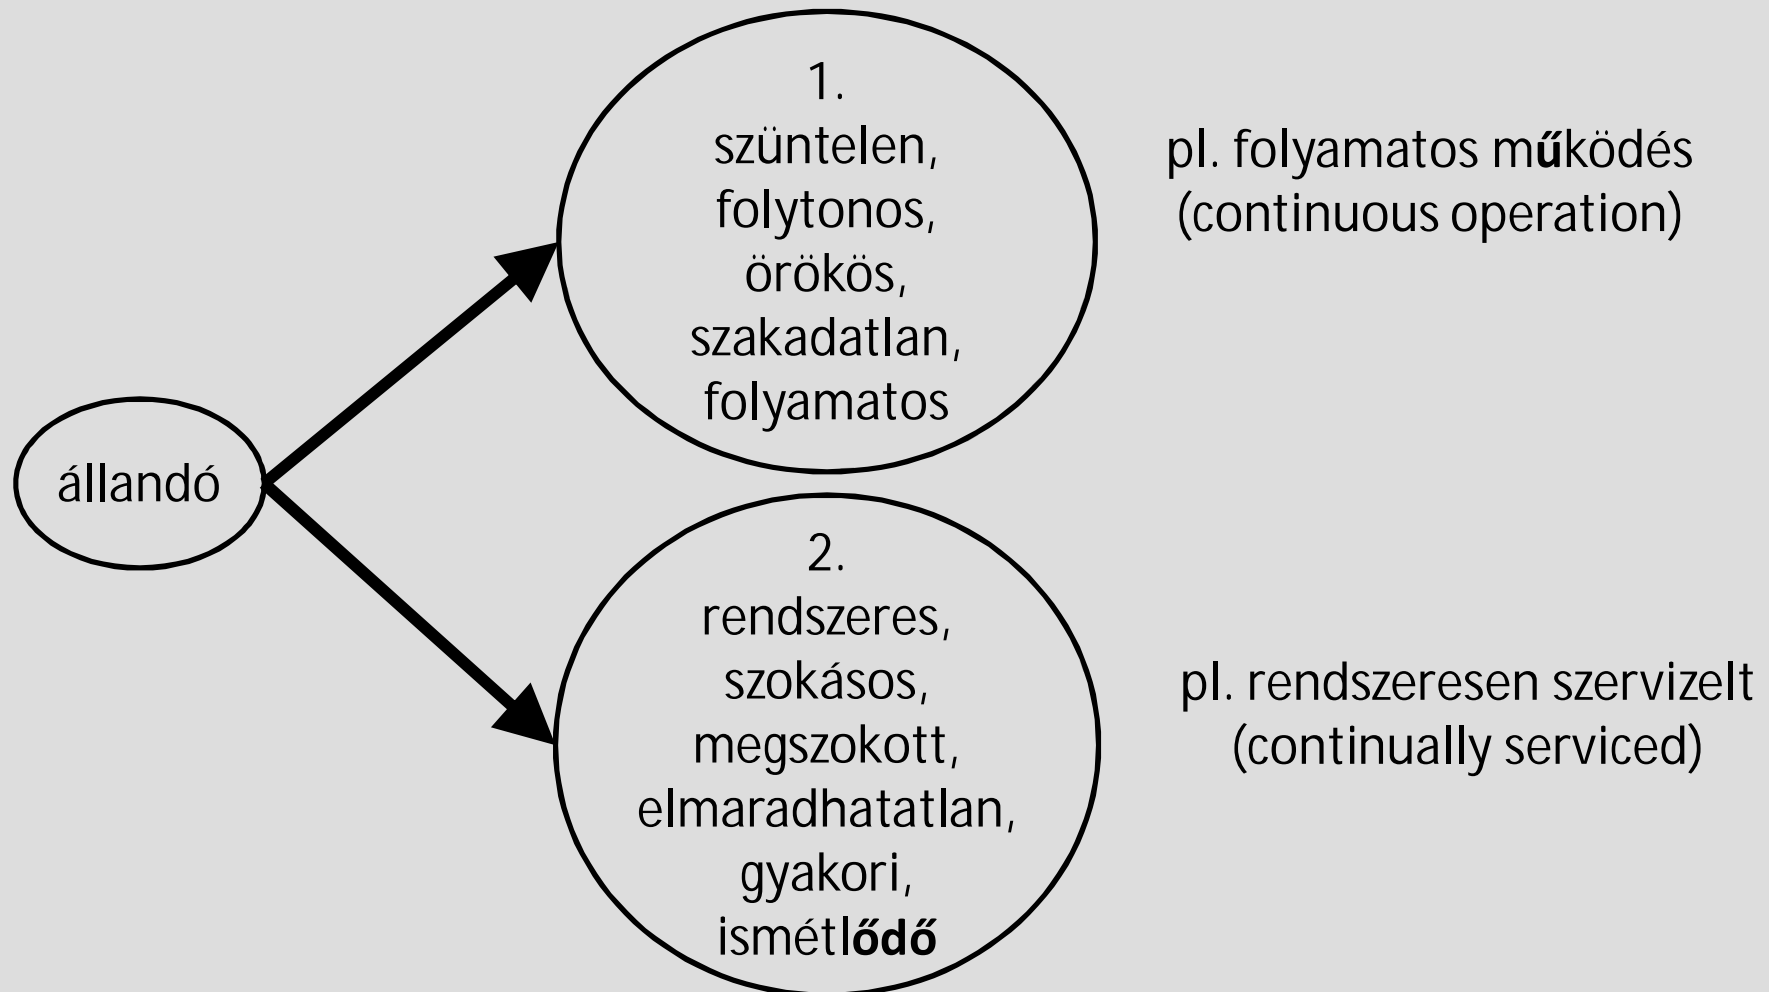 állandó
1.
szüntelen,
folytonos,
örökös,
szakadatlan,
folyamatos
pl. folyamatos működés
(continuous operation)
2.
rendszeres,
szokásos,
megszokott,
elmaradhatatlan,
gyakori,
ismétlődő
pl. rendszeresen szervizelt
(continually serviced)